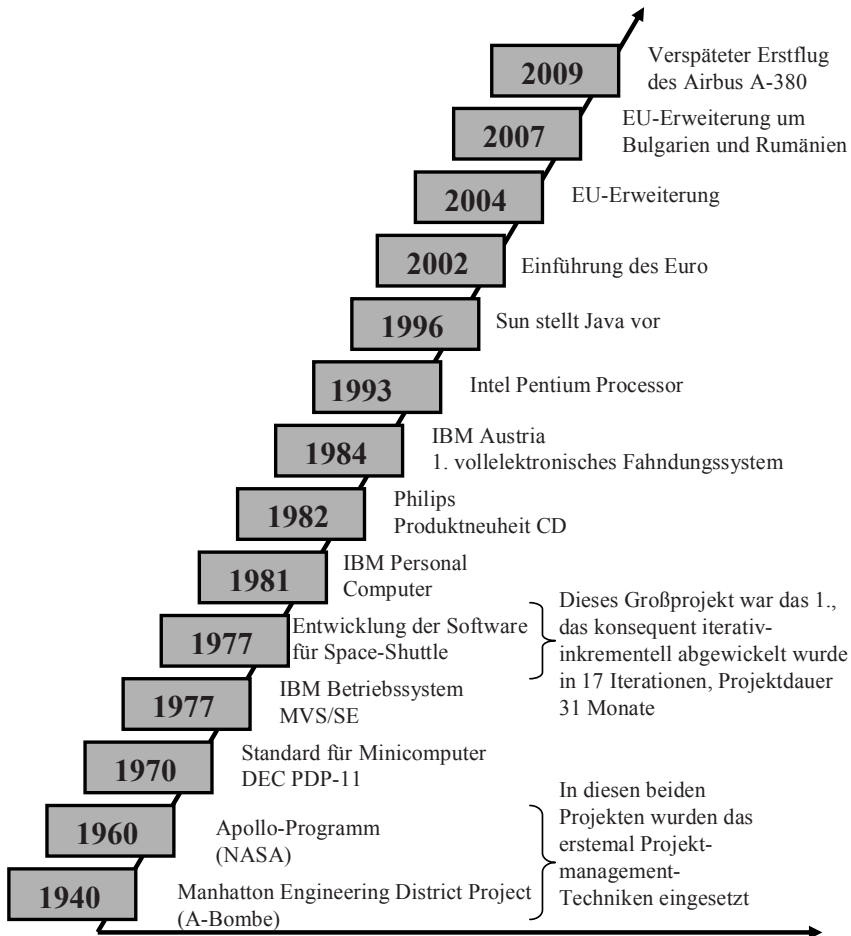 2009
Verspäteter Erstflug
des Airbus A-380
2007
EU-Erweiterung um
Bulgarien und Rumänien
2004
EU-Erweiterung
2002
Einführung des Euro
1996
Sun stellt Java vor
1993
Intel Pentium Processor
1984
IBM Austria
1. vollelektronisches Fahndungssystem
1982
Philips
Produktneuheit CD
1981
IBM Personal
Computer
1977
Entwicklung der Software
für Space-Shuttle
Dieses Großprojekt war das 1.,
das konsequent iterativ-
inkrementell abgewickelt wurde
in 17 Iterationen, Projektdauer
31 Monate
1977
IBM Betriebssystem
MVS/SE
1970
Standard für Minicomputer
DEC PDP-11
1960
Apollo-Programm
(NASA)
1940
Manhatton Engineering District Project
(A-Bombe)
In diesen beiden
Projekten wurden das
erstemal Projekt-
management-
Techniken eingesetzt